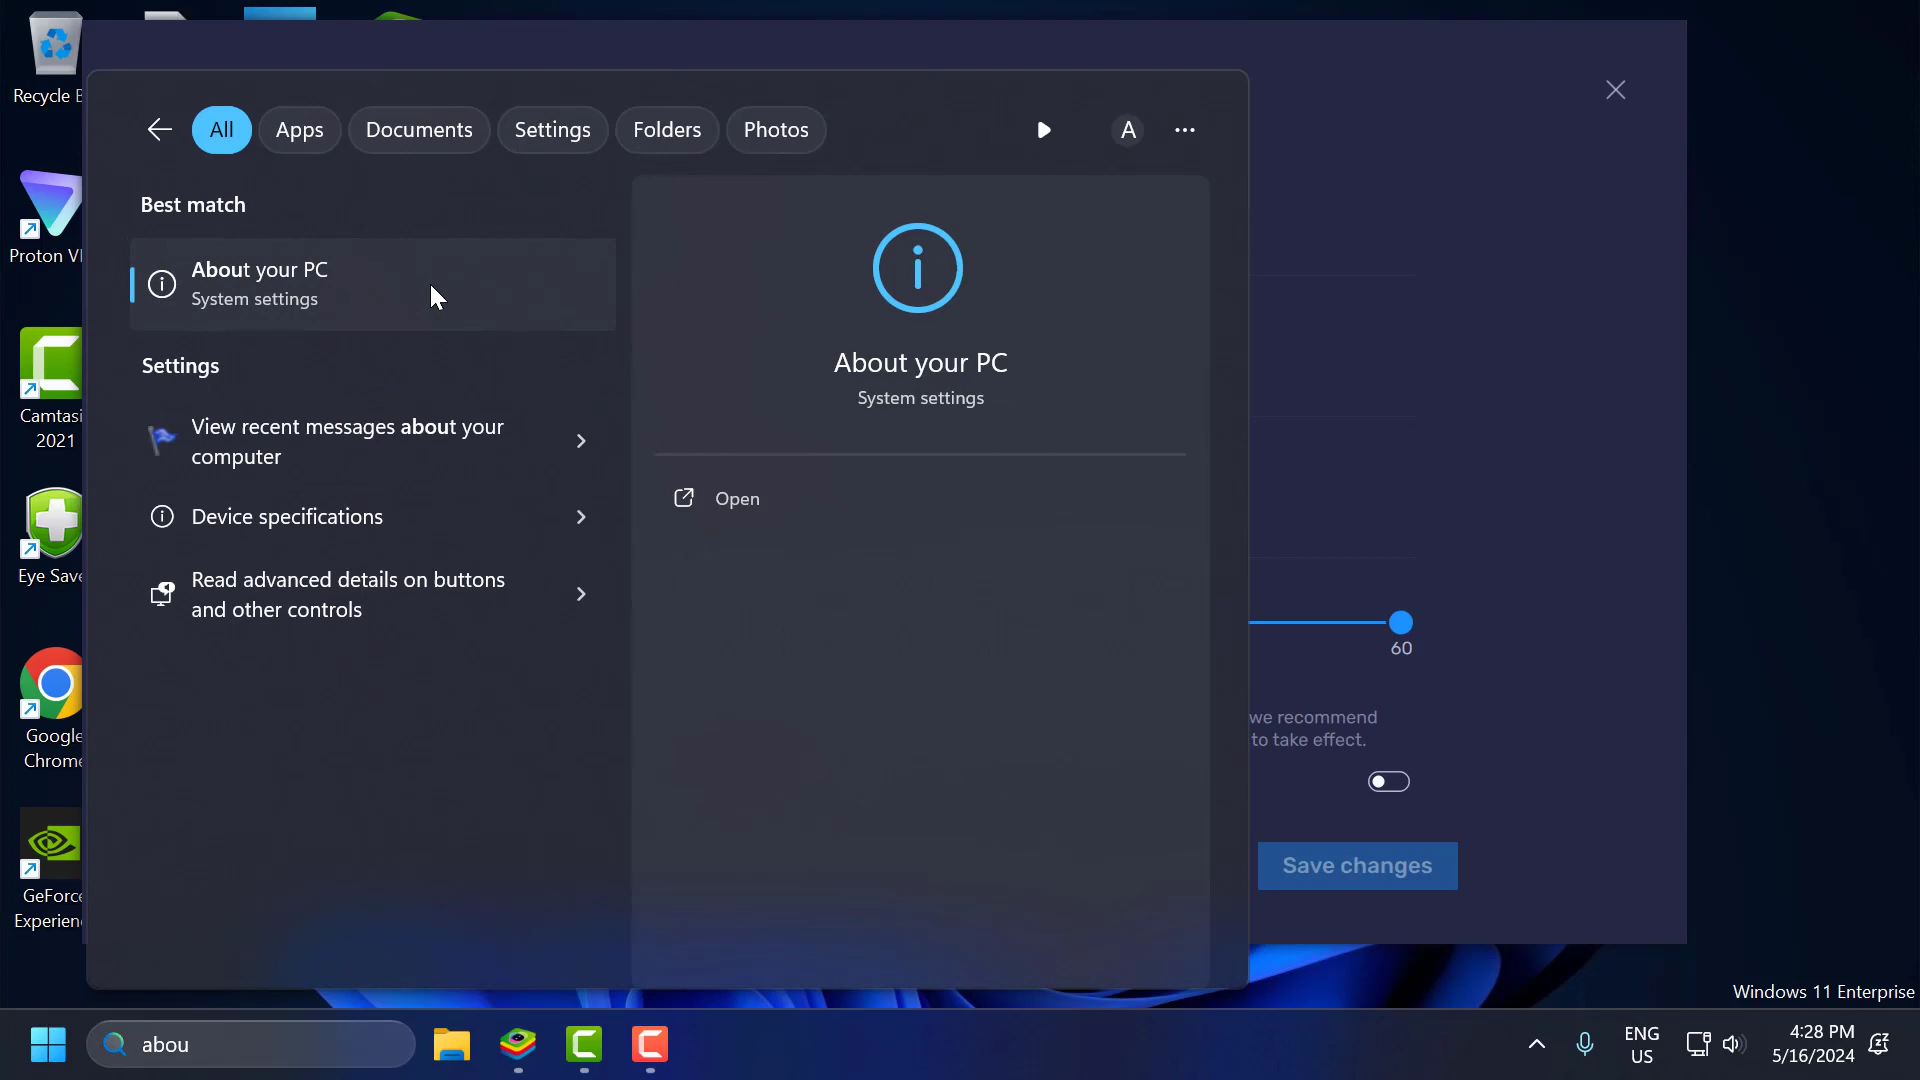 Recycle B
Proton V
Camtasi
2021
Eye Save
Google
Chrome
GeForce
Experien
All
Apps
Documents
Settings
Folders
Photos
A
Best match
About your PC
System settings
Settings
View recent messages about your
computer
Device specifications
Read advanced details on buttons
and other controls
About your PC
System settings
Open
60
we recommend
to take effect.
Save changes
Windows 11 Enterprise
abou
ENG
US
4:28 PM
5/16/2024